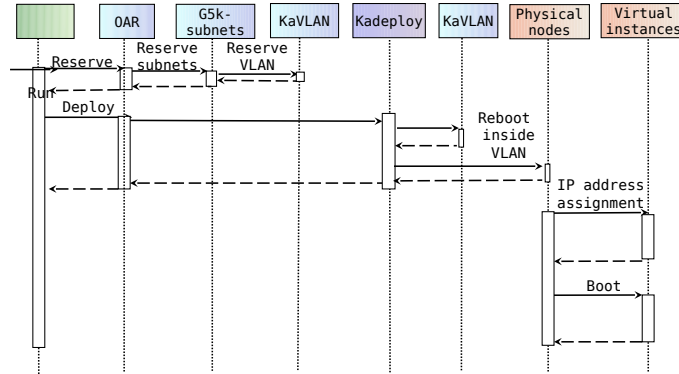 OAR
G5k-
subnets
KaVLAN
Kadeploy
KaVLAN
Physical
nodes
Virtual
instances
Run
Reserve
Reserve
subnets
Reserve
VLAN
Deploy
Reboot
inside
VLAN
IP address
assignment
Boot